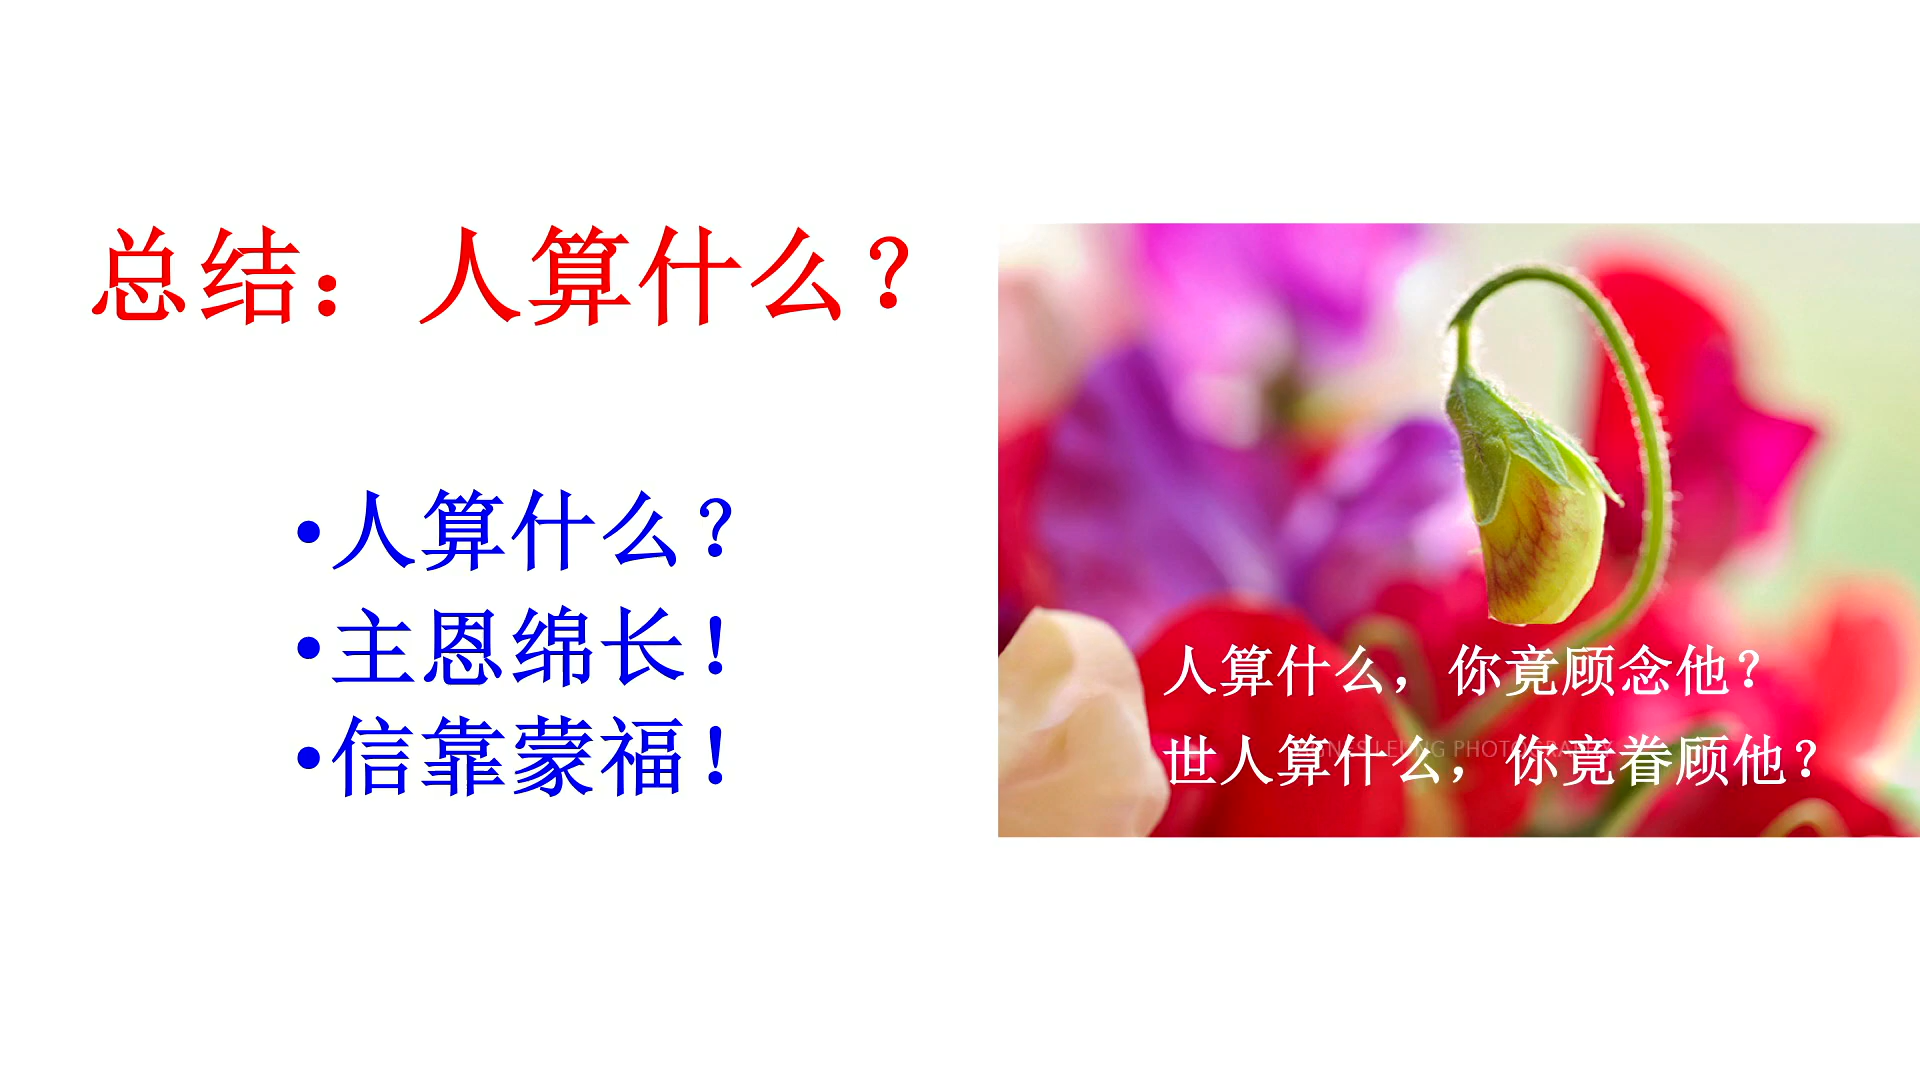 总结：人算什么？
•人算什么？
•主恩绵长！
•信靠蒙福！
人算什么，你竟顾念他？
世人算什么，你竟眷顾他？